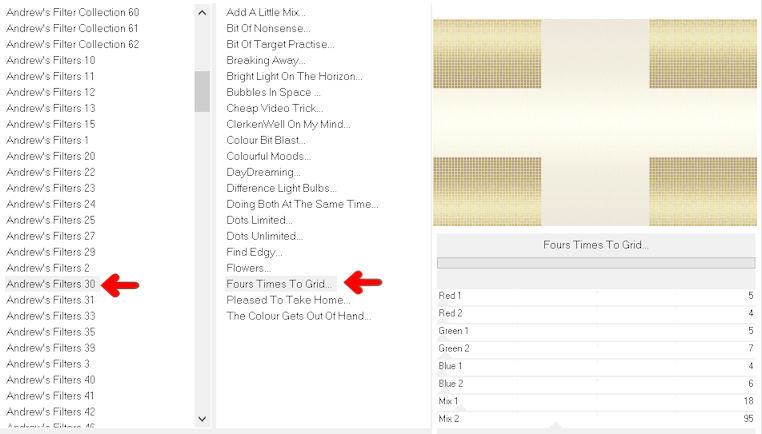 Andrew's Filter Collection 60
Andrew's Filter Collection 61
Andrew's Filter Collection 62
Andrew's Filters 10
Andrew's Filters 11
Andrew's Filters 12
Andrew's Filters 13
Andrew's Filters 15
Andrew's Filters 1
Andrew's Filters 20
Andrew's Filters 22
Andrew's Filters 23
Andrew's Filters 24
Andrew's Filters 25
Andrew's Filters 27
Andrew's Filters 29
Andrew's Filters 2
Andrew's Filters 30
Andrew's Filters 31
Andrew's Filters 33
Andrew's Filters 35
Andrew's Filters 39
Andrew's Filters 3
Andrew's Filters 40
Andrew's Filters 41
Andrew's Filters 42
Add A Little Mix...
Bit Of Nonsense...
Bit Of Target Practise...
Breaking Away...
Bright Light On The Horizon...
Bubbles In Space ...
Cheap Video Trick...
ClerkenWell On My Mind...
Colour Bit Blast...
Colourful Moods...
DayDreaming...
Difference Light Bulbs...
Doing Both At The Same Time...
Dots Limited...
Dots Unlimited...
Find Edgy...
Flowers...
Fours Times To Grid...
Pleased To Take Home...
The Colour Gets Out Of Hand...
Fours Times To Grid...
Red 1 5
Red 2 4
Green 1 5
Green 2 7
Blue 1 4
Blue 2 6
Mix 1 18
Mix 2 95